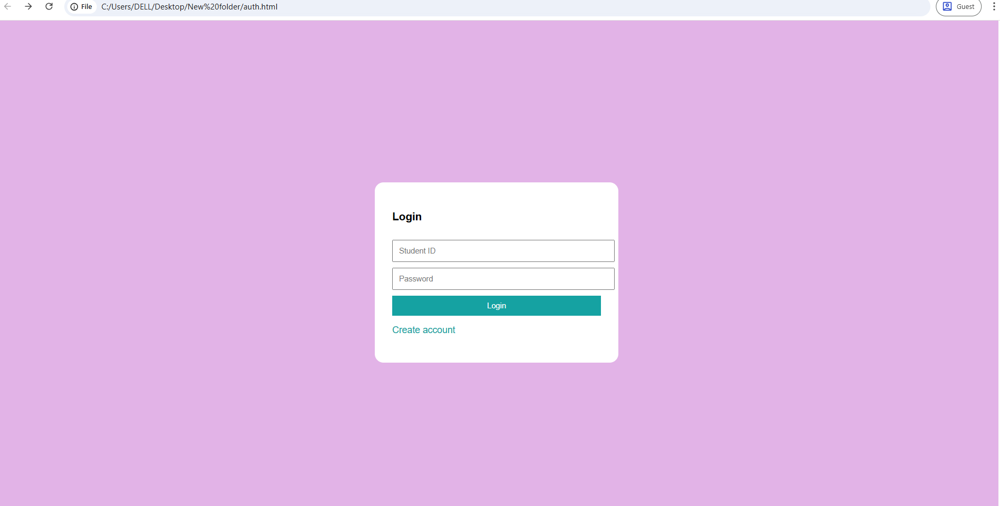 File C:/Users/DELL/Desktop/New%20folder/auth.html Guest
Login
Student ID
Password
Login
Create account